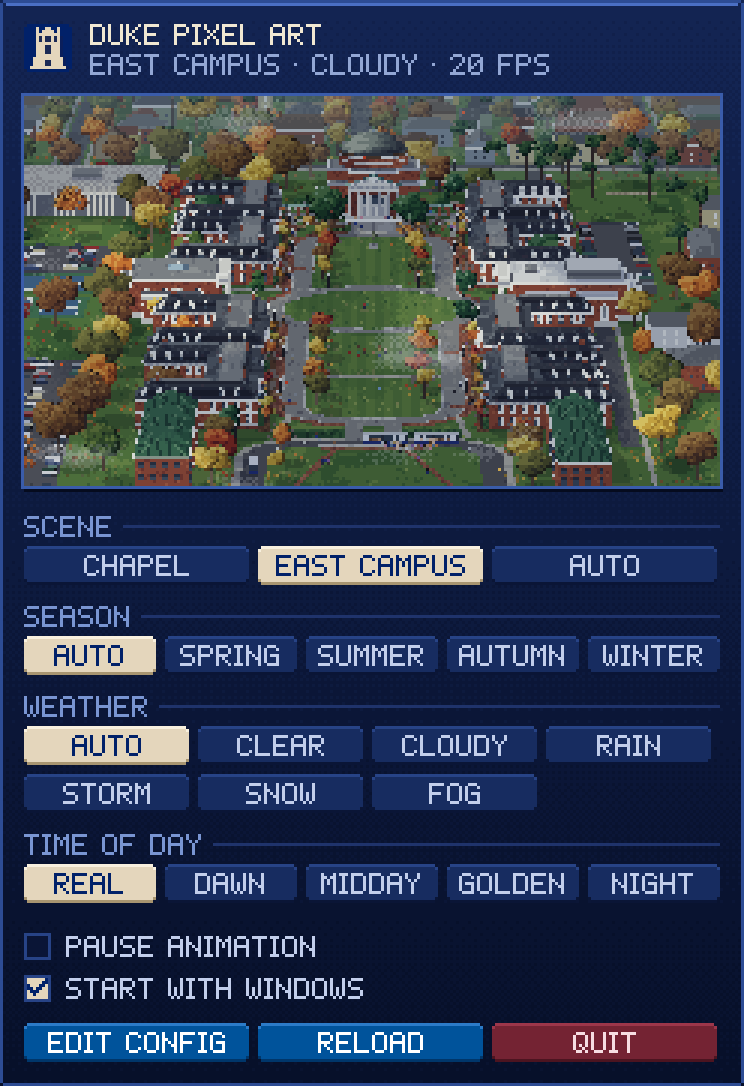 DUKE PIXEL ART
EAST CAMPUS · CLOUDY · 20 FPS
SCENE
CHAPEL EAST CAMPUS AUTO
SEASON
AUTO SPRING SUMMER AUTUMN WINTER
WEATHER
AUTO CLEAR CLOUDY RAIN
STORM SNOW FOG
TIME OF DAY
REAL DAWN MIDDAY GOLDEN NIGHT
PAUSE ANIMATION
START WITH WINDOWS
EDIT CONFIG RELOAD QUIT